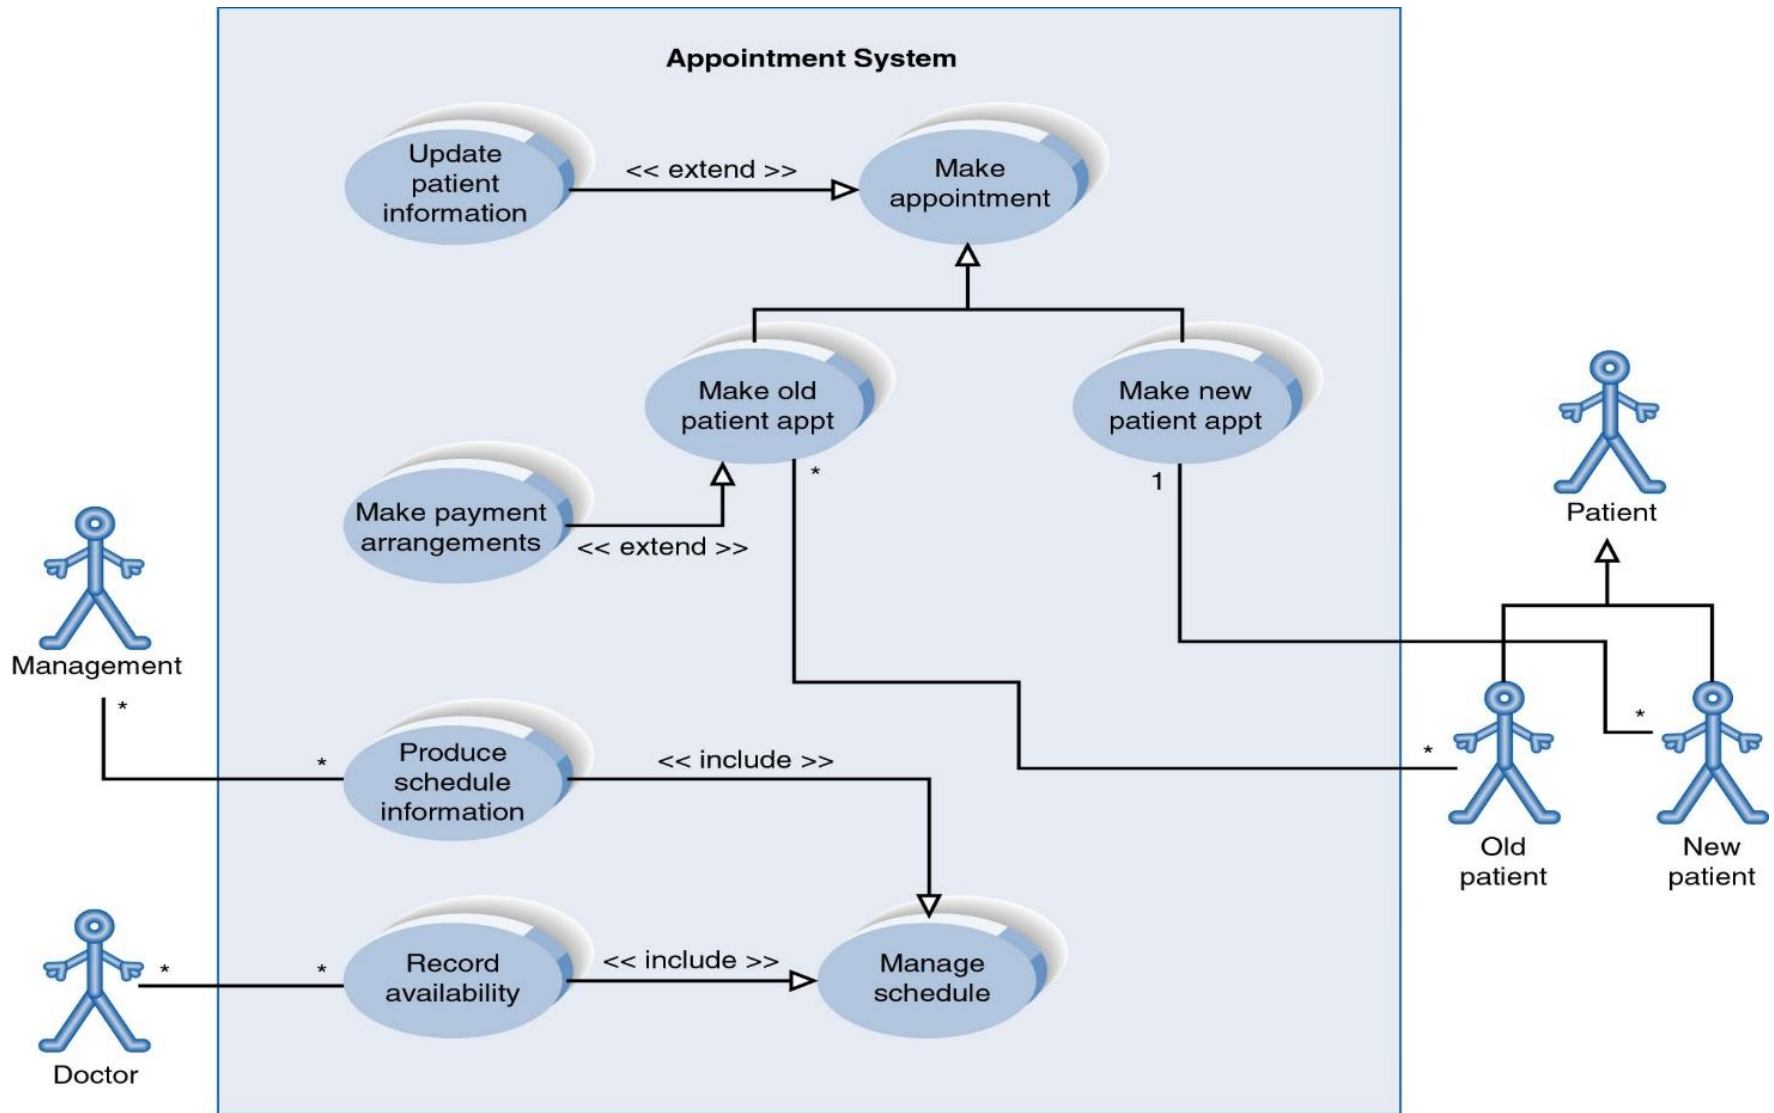 Appointment System
Update
patient
information
<< extend >>
Make
appointment
Make old
patient appt
*
Make new
patient appt
1
Make payment
arrangements
<< extend >>
Patient
Management
*
*
Produce
schedule
information
<< include >>
*
*
Old
patient
New
patient
Doctor
*
*
Record
availability
<< include >>
Manage
schedule